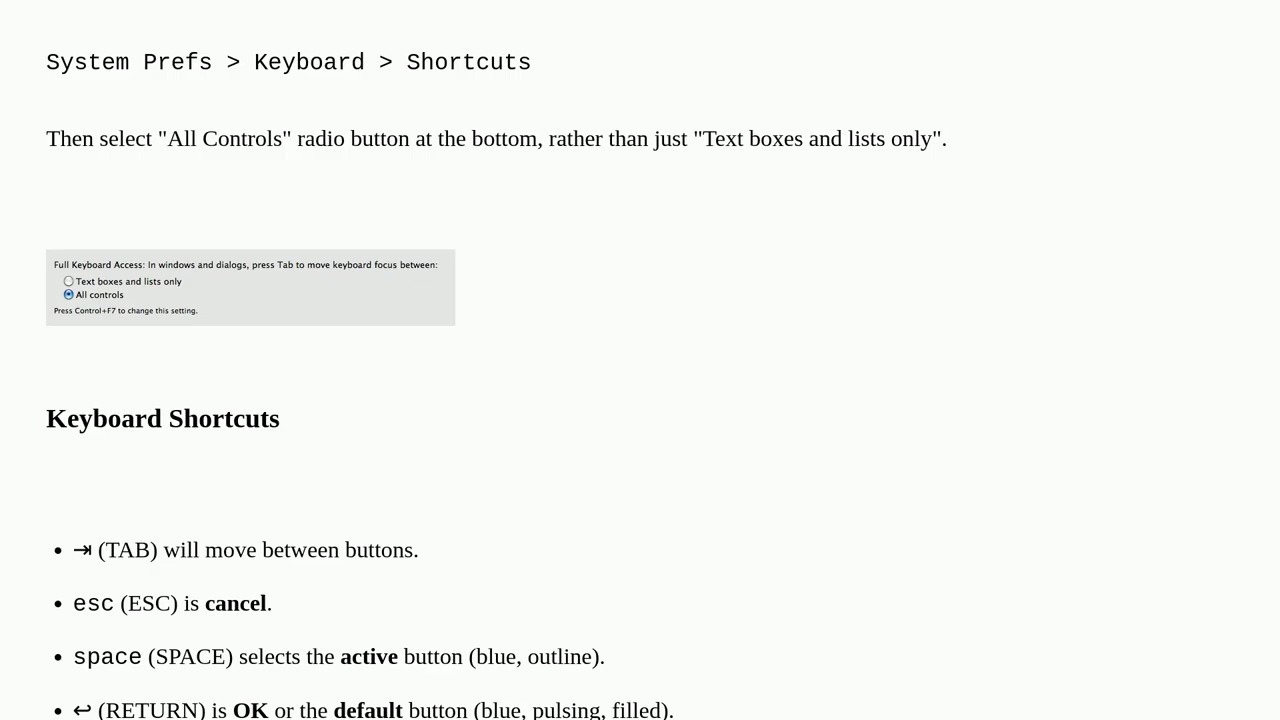 System Prefs > Keyboard > Shortcuts
Then select "All Controls" radio button at the bottom, rather than just "Text boxes and lists only".
Full Keyboard Access: In windows and dialogs, press Tab to move keyboard focus between:
Text boxes and lists only
All controls
Press Control+F7 to change this setting.
Keyboard Shortcuts
• ⇥ (TAB) will move between buttons.
• esc (ESC) is cancel.
• space (SPACE) selects the active button (blue, outline).
• ↩ (RETURN) is OK or the default button (blue, pulsing, filled).